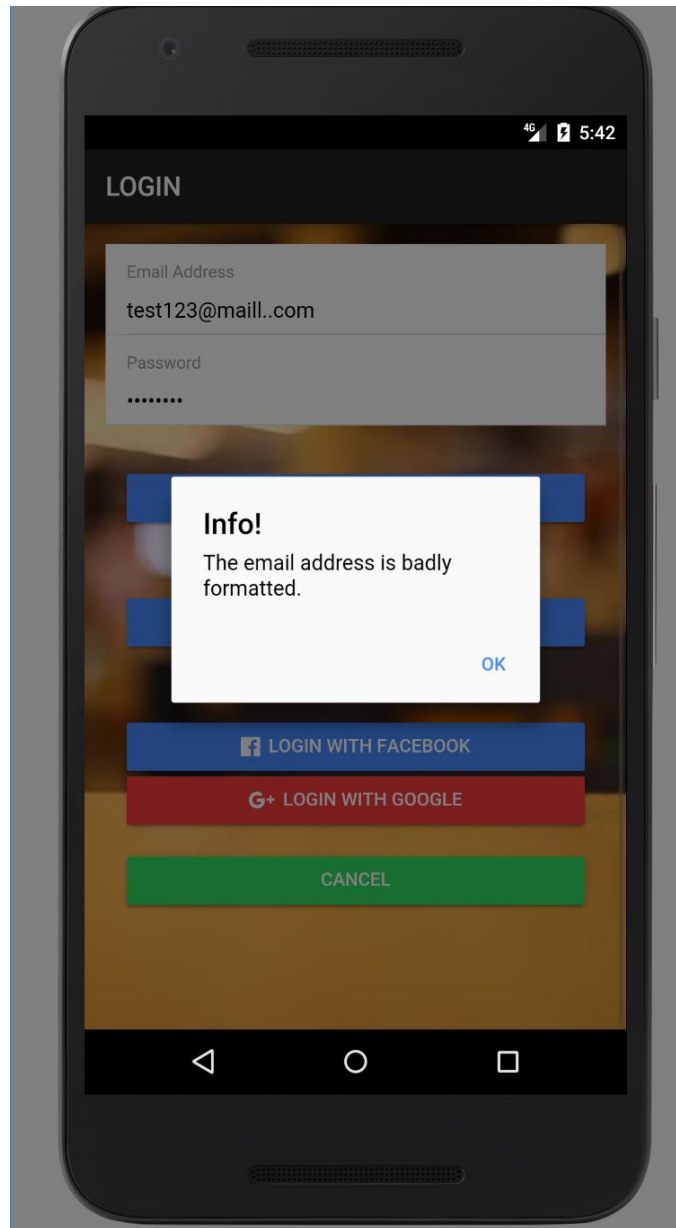 4G 5:42
LOGIN
Email Address
test123@maill..com
Password
••••••••
Info!
The email address is badly
formatted.
OK
LOGIN WITH FACEBOOK
G+ LOGIN WITH GOOGLE
CANCEL